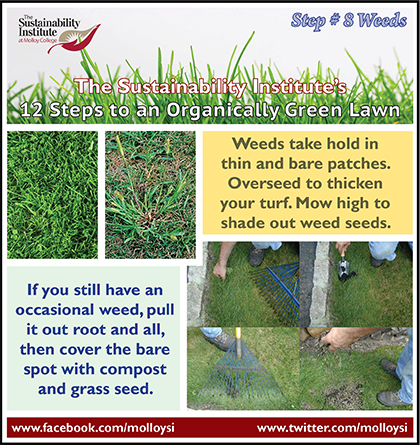 The
Sustainability
Institute
at Molloy College
Step # 8 Weeds
The Sustainability Institute's
12 Steps to an Organically Green Lawn
Weeds take hold in
thin and bare patches.
Overseed to thicken
your turf. Mow high to
shade out weed seeds.
If you still have an
occasional weed, pull
it out root and all,
then cover the bare
spot with compost
and grass seed.
www.facebook.com/molloysi
www.twitter.com/molloysi